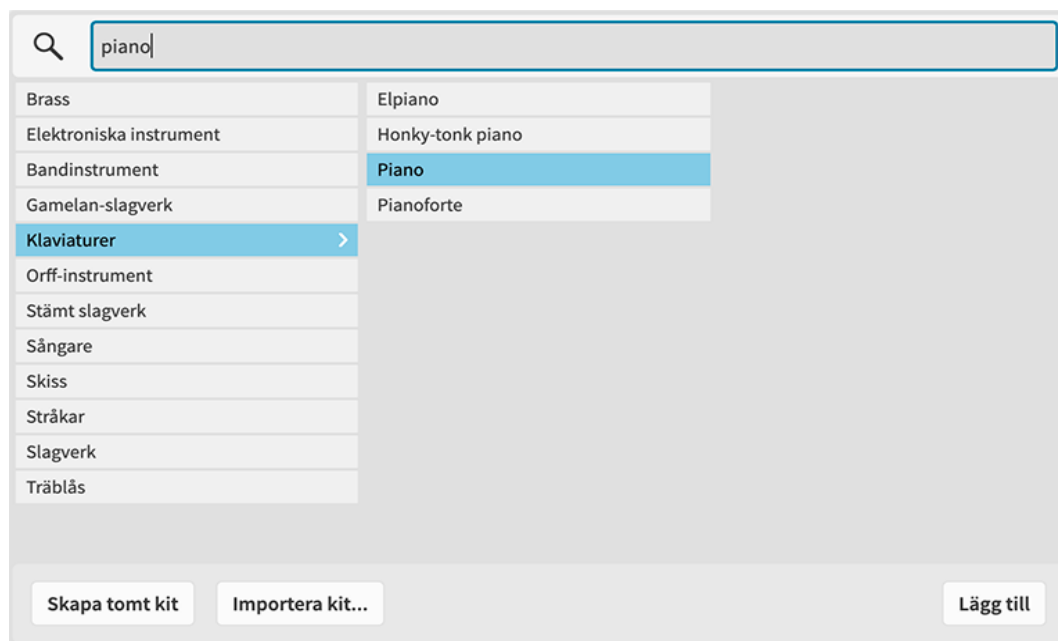 piano
Brass
Elektroniska instrument
Bandinstrument
Gamelan-slagverk
Klaviaturer
Orff-instrument
Stämt slagverk
Sångare
Skiss
Stråkar
Slagverk
Träblås
Elpiano
Honky-tonk piano
Piano
Pianoforte
Skapa tomt kit
Importera kit...
Lägg till